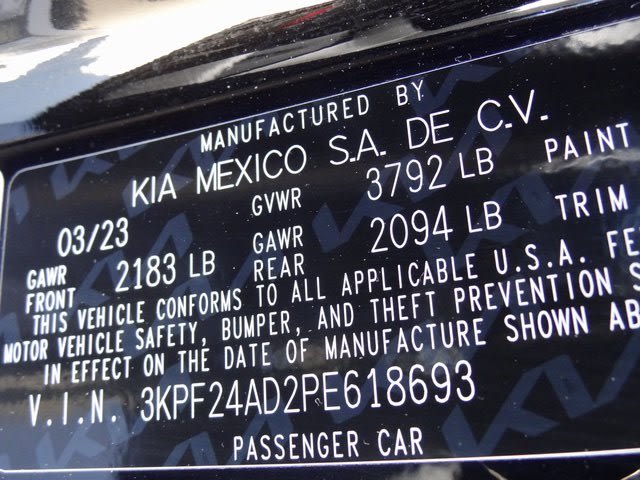 MANUFACTURED BY
KIA MEXICO S.A. DE C.V.
03/23 GVWR 3792 LB PAINT
GAWR FRONT 2183 LB GAWR REAR 2094 LB TRIM
THIS VEHICLE CONFORMS TO ALL APPLICABLE U.S.A. FE
MOTOR VEHICLE SAFETY, BUMPER, AND THEFT PREVENTION S
IN EFFECT ON THE DATE OF MANUFACTURE SHOWN AB
V.I.N. 3KPF24AD2PE618693
PASSENGER CAR